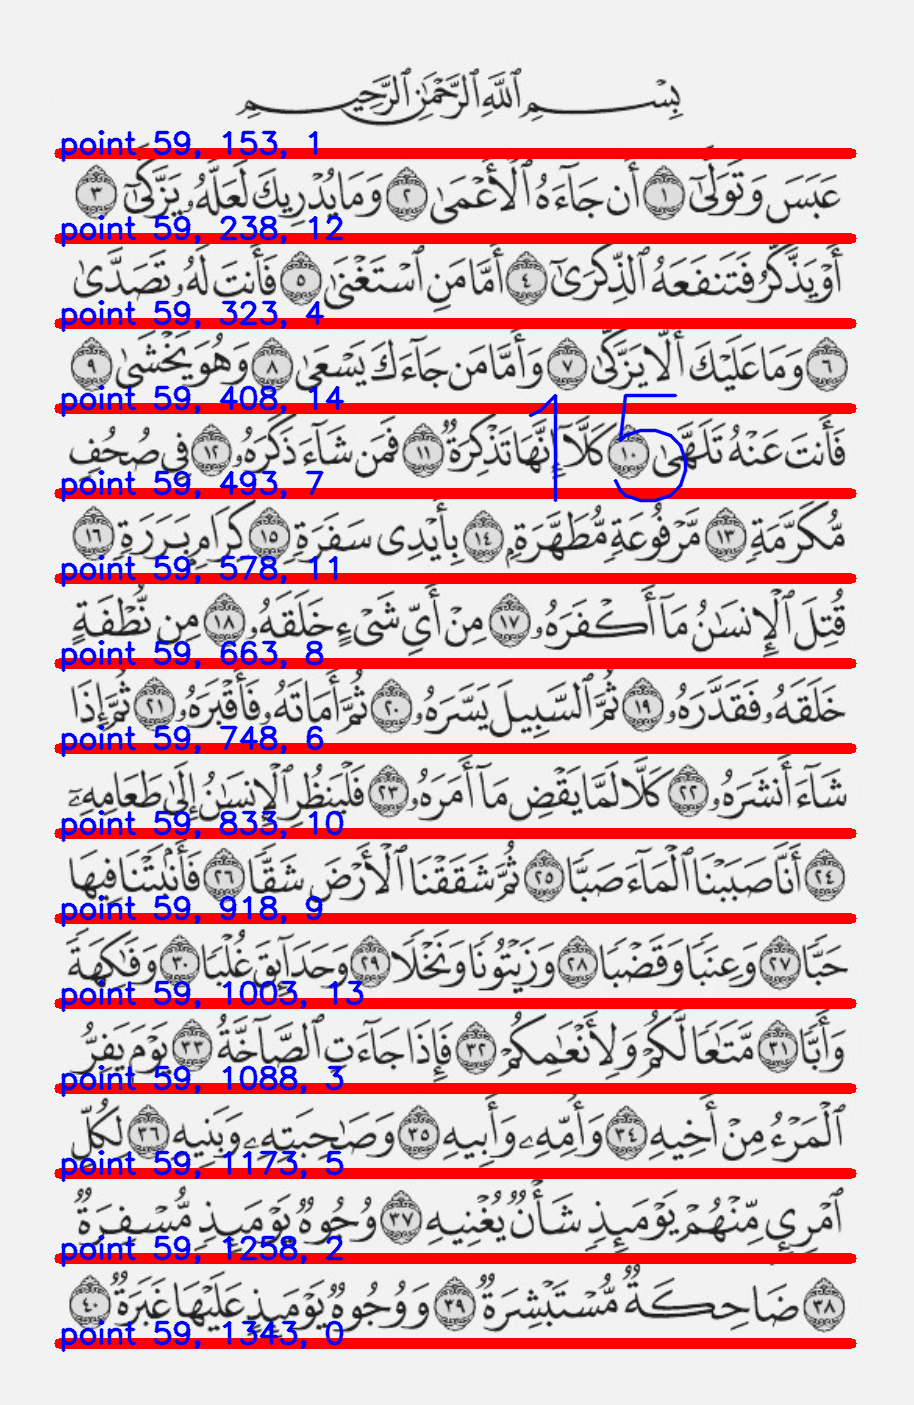 بِسْمِ ٱللَّهِ ٱلرَّحْمَٰنِ ٱلرَّحِيمِ
point 59, 153, 1
عَبَسَ وَتَوَلَّىٰٓ ١ أَن جَآءَهُ ٱلْأَعْمَىٰ ٢ وَمَا يُدْرِيكَ لَعَلَّهُۥ يَزَّكَّىٰٓ ٣
point 59, 238, 12
أَوْ يَذَّكَّرُ فَتَنفَعَهُ ٱلذِّكْرَىٰٓ ٤ أَمَّا مَنِ ٱسْتَغْنَىٰ ٥ فَأَنتَ لَهُۥ تَصَدَّىٰ
point 59, 323, 4
٦ وَمَا عَلَيْكَ أَلَّا يَزَّكَّىٰ ٧ وَأَمَّا مَن جَآءَكَ يَسْعَىٰ ٨ وَهُوَ يَخْشَىٰ ٩
point 59, 408, 14
15
فَأَنتَ عَنْهُ تَلَهَّىٰ ١٠ كَلَّآ إِنَّهَا تَذْكِرَةٌ ١١ فَمَن شَآءَ ذَكَرَهُۥ ١٢ فِى صُحُفٍ
point 59, 493, 7
مُّكَرَّمَةٍ ١٣ مَّرْفُوعَةٍ مُّطَهَّرَةٍۭ ١٤ بِأَيْدِى سَفَرَةٍ ١٥ كِرَامٍۭ بَرَرَةٍ ١٦
point 59, 578, 11
قُتِلَ ٱلْإِنسَٰنُ مَآ أَكْفَرَهُۥ ١٧ مِنْ أَىِّ شَىْءٍ خَلَقَهُۥ ١٨ مِن نُّطْفَةٍ
point 59, 663, 8
خَلَقَهُۥ فَقَدَّرَهُۥ ١٩ ثُمَّ ٱلسَّبِيلَ يَسَّرَهُۥ ٢٠ ثُمَّ أَمَاتَهُۥ فَأَقْبَرَهُۥ ٢١ ثُمَّ إِذَا
point 59, 748, 6
شَآءَ أَنشَرَهُۥ ٢٢ كَلَّا لَمَّا يَقْضِ مَآ أَمَرَهُۥ ٢٣ فَلْيَنظُرِ ٱلْإِنسَٰنُ إِلَىٰ طَعَامِهِۦٓ
point 59, 833, 10
٢٤ أَنَّا صَبَبْنَا ٱلْمَآءَ صَبًّا ٢٥ ثُمَّ شَقَقْنَا ٱلْأَرْضَ شَقًّا ٢٦ فَأَنۢبَتْنَا فِيهَا
point 59, 918, 9
حَبًّا ٢٧ وَعِنَبًا وَقَضْبًا ٢٨ وَزَيْتُونًا وَنَخْلًا ٢٩ وَحَدَآئِقَ غُلْبًا ٣٠ وَفَٰكِهَةً
point 59, 1003, 13
وَأَبًّا ٣١ مَّتَٰعًا لَّكُمْ وَلِأَنْعَٰمِكُمْ ٣٢ فَإِذَا جَآءَتِ ٱلصَّآخَّةُ ٣٣ يَوْمَ يَفِرُّ
point 59, 1088, 3
ٱلْمَرْءُ مِنْ أَخِيهِ ٣٤ وَأُمِّهِۦ وَأَبِيهِ ٣٥ وَصَٰحِبَتِهِۦ وَبَنِيهِ ٣٦ لِكُلِّ
point 59, 1173, 5
ٱمْرِئٍ مِّنْهُمْ يَوْمَئِذٍ شَأْنٌ يُغْنِيهِ ٣٧ وُجُوهٌ يَوْمَئِذٍ مُّسْفِرَةٌ
point 59, 1258, 2
٣٨ ضَاحِكَةٌ مُّسْتَبْشِرَةٌ ٣٩ وَوُجُوهٌ يَوْمَئِذٍ عَلَيْهَا غَبَرَةٌ ٤٠
point 59, 1343, 0